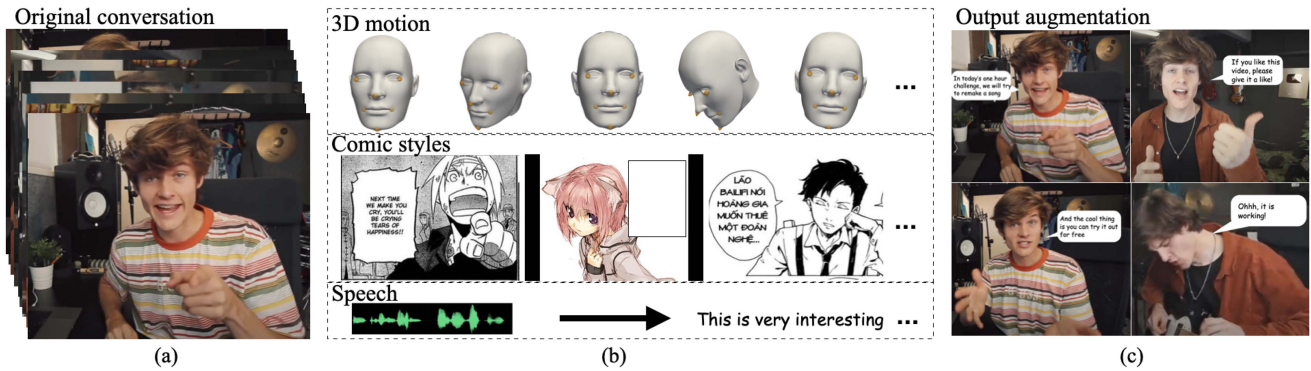 Original conversation
3D motion
...
Comic styles
NEXT TIME
WE MAKE YOU
CRY, YOU'LL
BE CRYING
TEARS OF
HAPPINESS!!
LÃO
BAILIFI NÓI
HOÀNG GIA
MUỐN THUÊ
MỘT ĐOÀN
NGHỆ...
...
Speech
This is very interesting ...
Output augmentation
In today's one hour
challenge, we will try
to remake a song
If you like this
video, please
give it a like!
And the cool thing
is you can try it out
for free
Ohhh, it is
working!
(a)
(b)
(c)